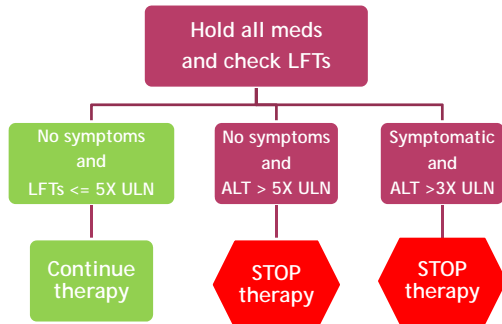 Hold all meds
and check LFTs
No symptoms
and
LFTs <= 5X ULN
No symptoms
and
ALT > 5X ULN
Symptomatic
and
ALT >3X ULN
Continue
therapy
STOP
therapy
STOP
therapy